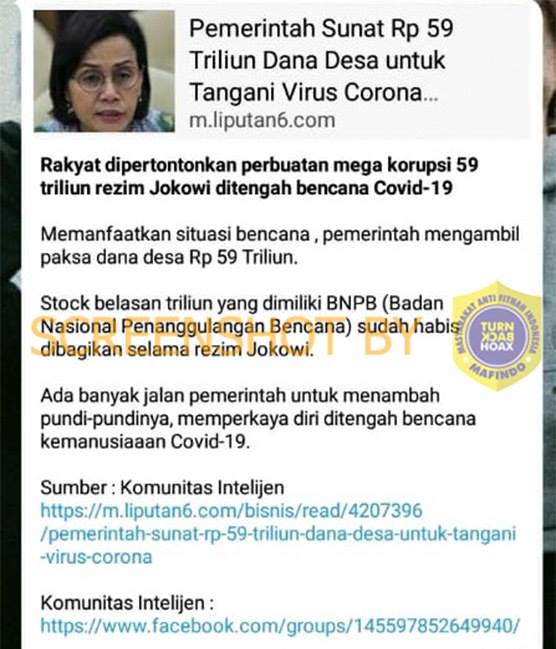 Pemerintah Sunat Rp 59
Triliun Dana Desa untuk
Tangani Virus Corona...
m.liputan6.com
Rakyat dipertontonkan perbuatan mega korupsi 59
triliun rezim Jokowi ditengah bencana Covid-19
Memanfaatkan situasi bencana , pemerintah mengambil
paksa dana desa Rp 59 Triliun.
Stock belasan triliun yang dimiliki BNPB (Badan
Nasional Penanggulangan Bencana) sudah habis
dibagikan selama rezim Jokowi.
SCREENSHOT BY
MASYARAKAT ANTI FITNAH INDONESIA
TURN
BACK
HOAX
MAFINDO
Ada banyak jalan pemerintah untuk menambah
pundi-pundinya, memperkaya diri ditengah bencana
kemanusiaaan Covid-19.
Sumber : Komunitas Intelijen
https://m.liputan6.com/bisnis/read/4207396
/pemerintah-sunat-rp-59-triliun-dana-desa-untuk-tangani
-virus-corona
Komunitas Intelijen :
https://www.facebook.com/groups/145597852649940/